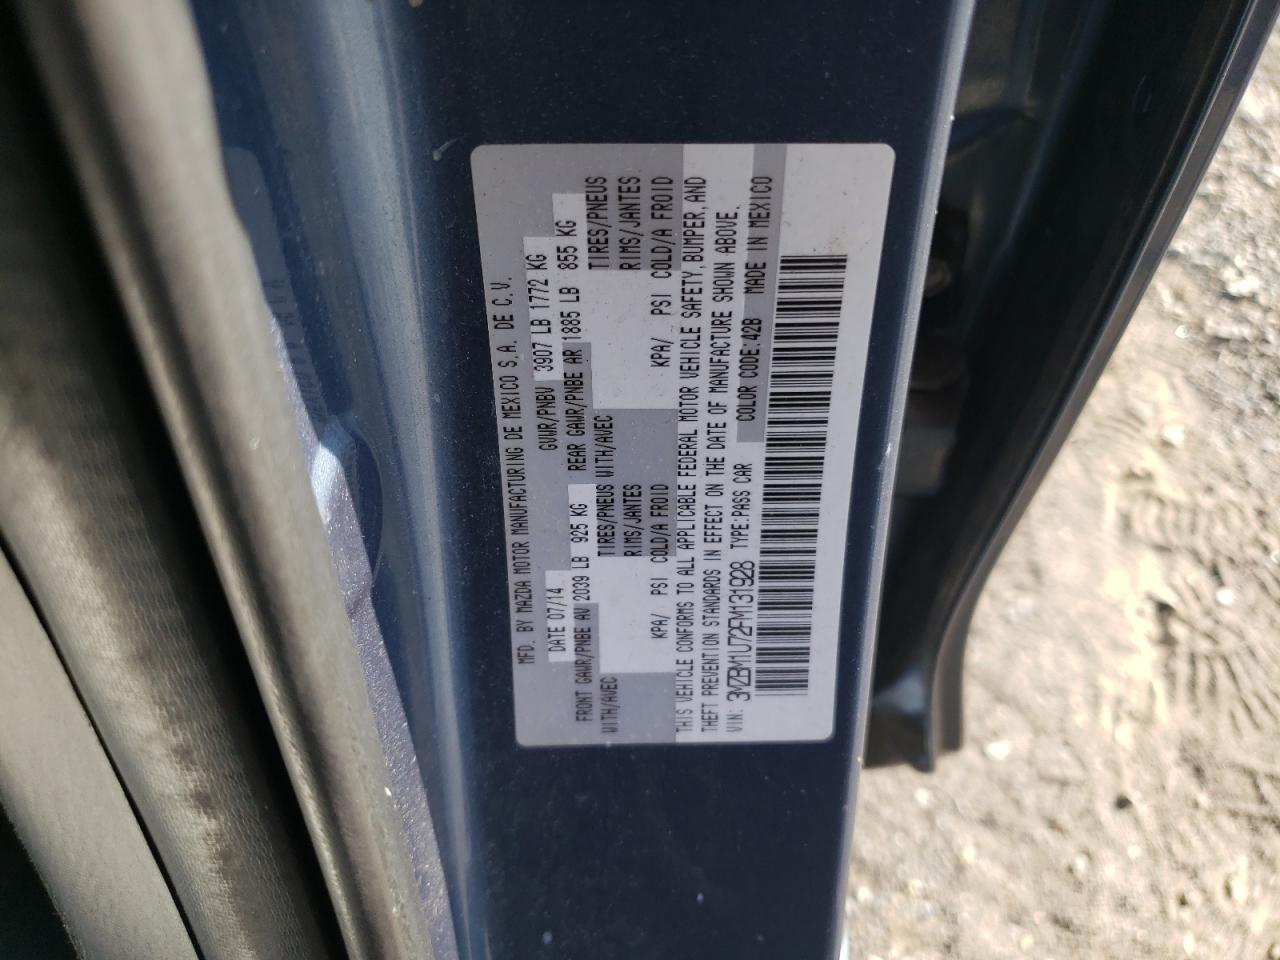 MFD. BY MAZDA MOTOR MANUFACTURING DE MEXICO S.A. DE C.V.
DATE 07/14 GVWR/PNBV 3907 LB 1772 KG
FRONT GAWR/PNBE AV 2039 LB 925 KG REAR GAWR/PNBE AR 1885 LB 855 KG
WITH/AVEC TIRES/PNEUS WITH/AVEC TIRES/PNEUS
RIMS/JANTES RIMS/JANTES
KPA/ PSI COLD/A FROID KPA/ PSI COLD/A FROID
THIS VEHICLE CONFORMS TO ALL APPLICABLE FEDERAL MOTOR VEHICLE SAFETY, BUMPER, AND
THEFT PREVENTION STANDARDS IN EFFECT ON THE DATE OF MANUFACTURE SHOWN ABOVE.
VIN: 3MZBM1U72FM131928 TYPE:PASS CAR COLOR CODE:42B MADE IN MEXICO